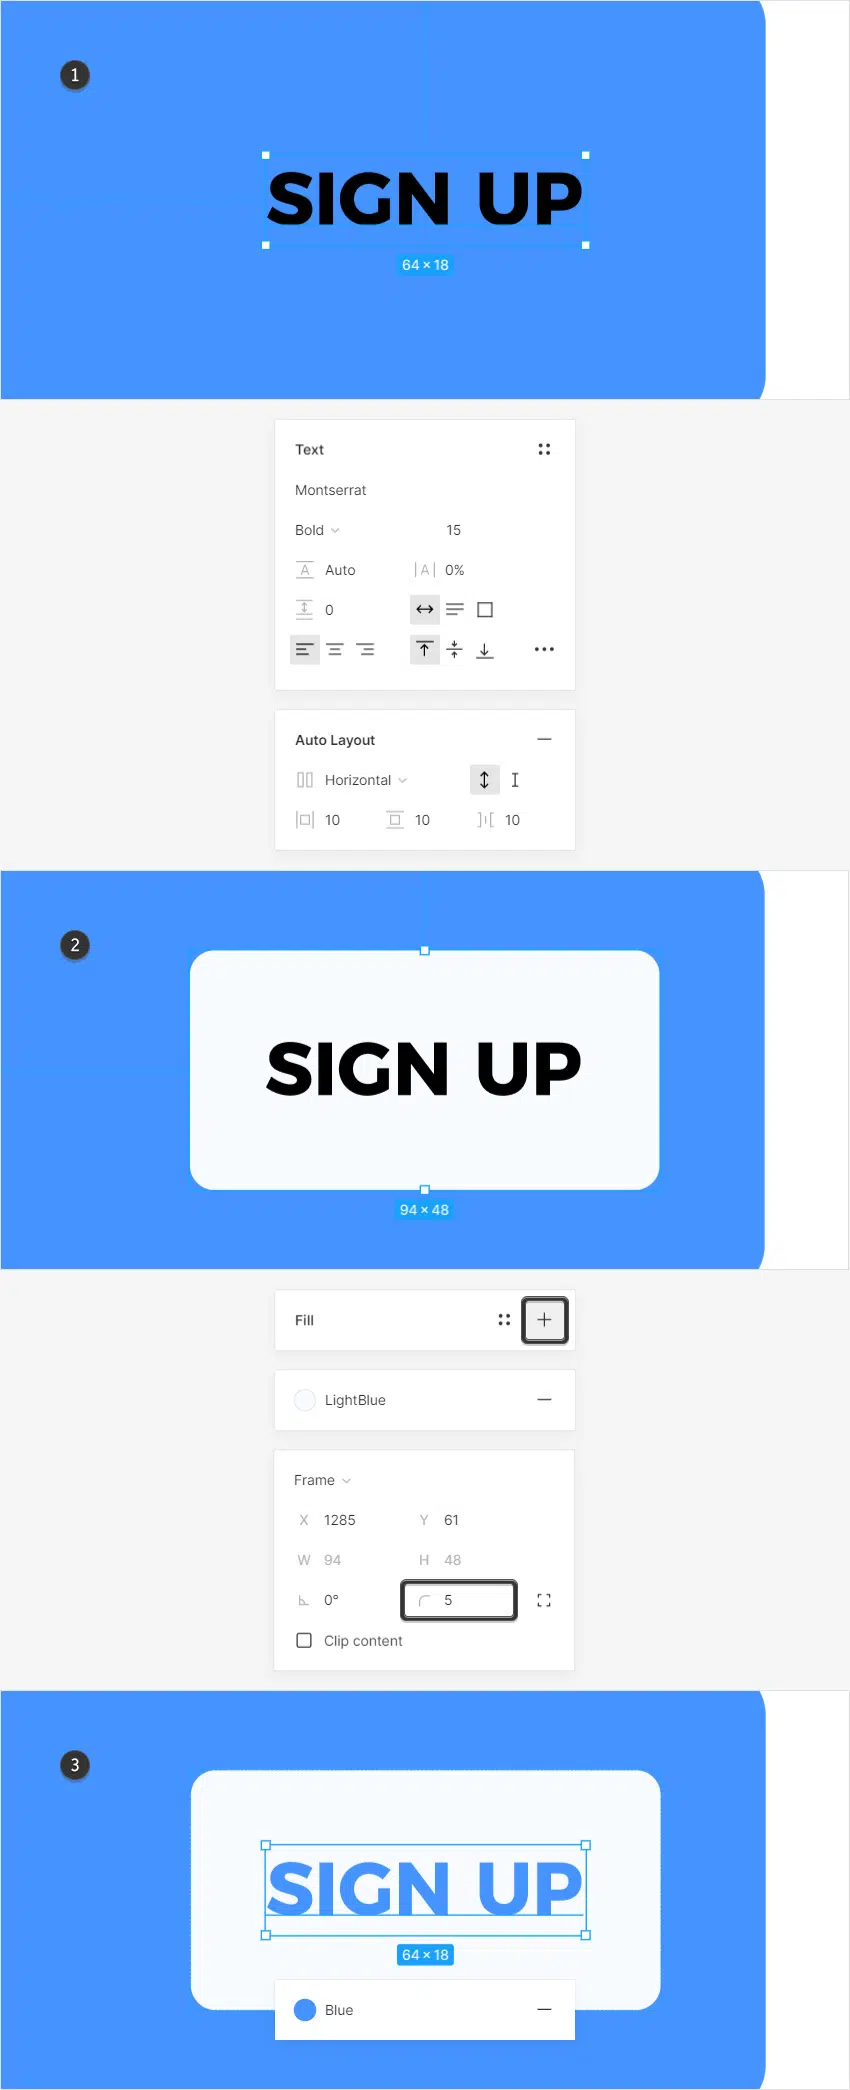 1
SIGN UP
64 × 18
Text
Montserrat
Bold 15
A Auto |A| 0%
0
Auto Layout
Horizontal
10 10 10
2
SIGN UP
94 × 48
Fill
LightBlue
Frame
X 1285 Y 61
W 94 H 48
0° 5
Clip content
3
SIGN UP
64 × 18
Blue